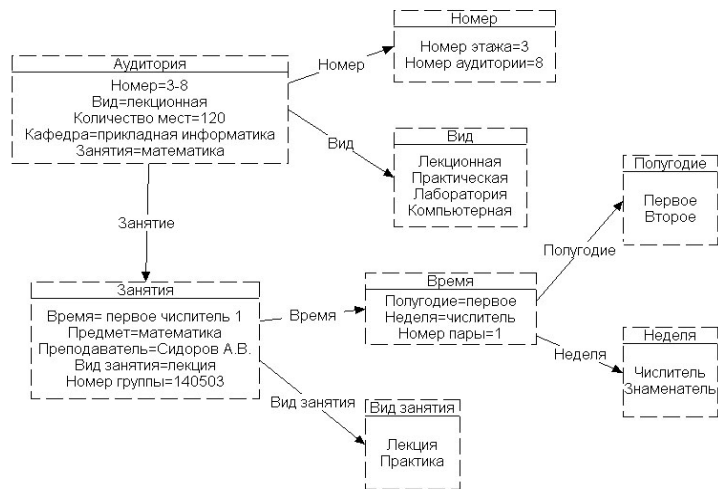 Номер
Номер этажа=3
Номер аудитории=8
Аудитория
Номер=3-8
Вид=лекционная
Количество мест=120
Кафедра=прикладная информатика
Занятия=математика
Номер
Вид
Вид
Лекционная
Практическая
Лаборатория
Компьютерная
Полугодие
Первое
Второе
Занятие
Полугодие
Занятия
Время= первое числитель 1
Предмет=математика
Преподаватель=Сидоров А.В.
Вид занятия=лекция
Номер группы=140503
Время
Время
Полугодие=первое
Неделя=числитель
Номер пары=1
Неделя
Неделя
Числитель
Знаменатель
Вид занятия
Вид занятия
Лекция
Практика